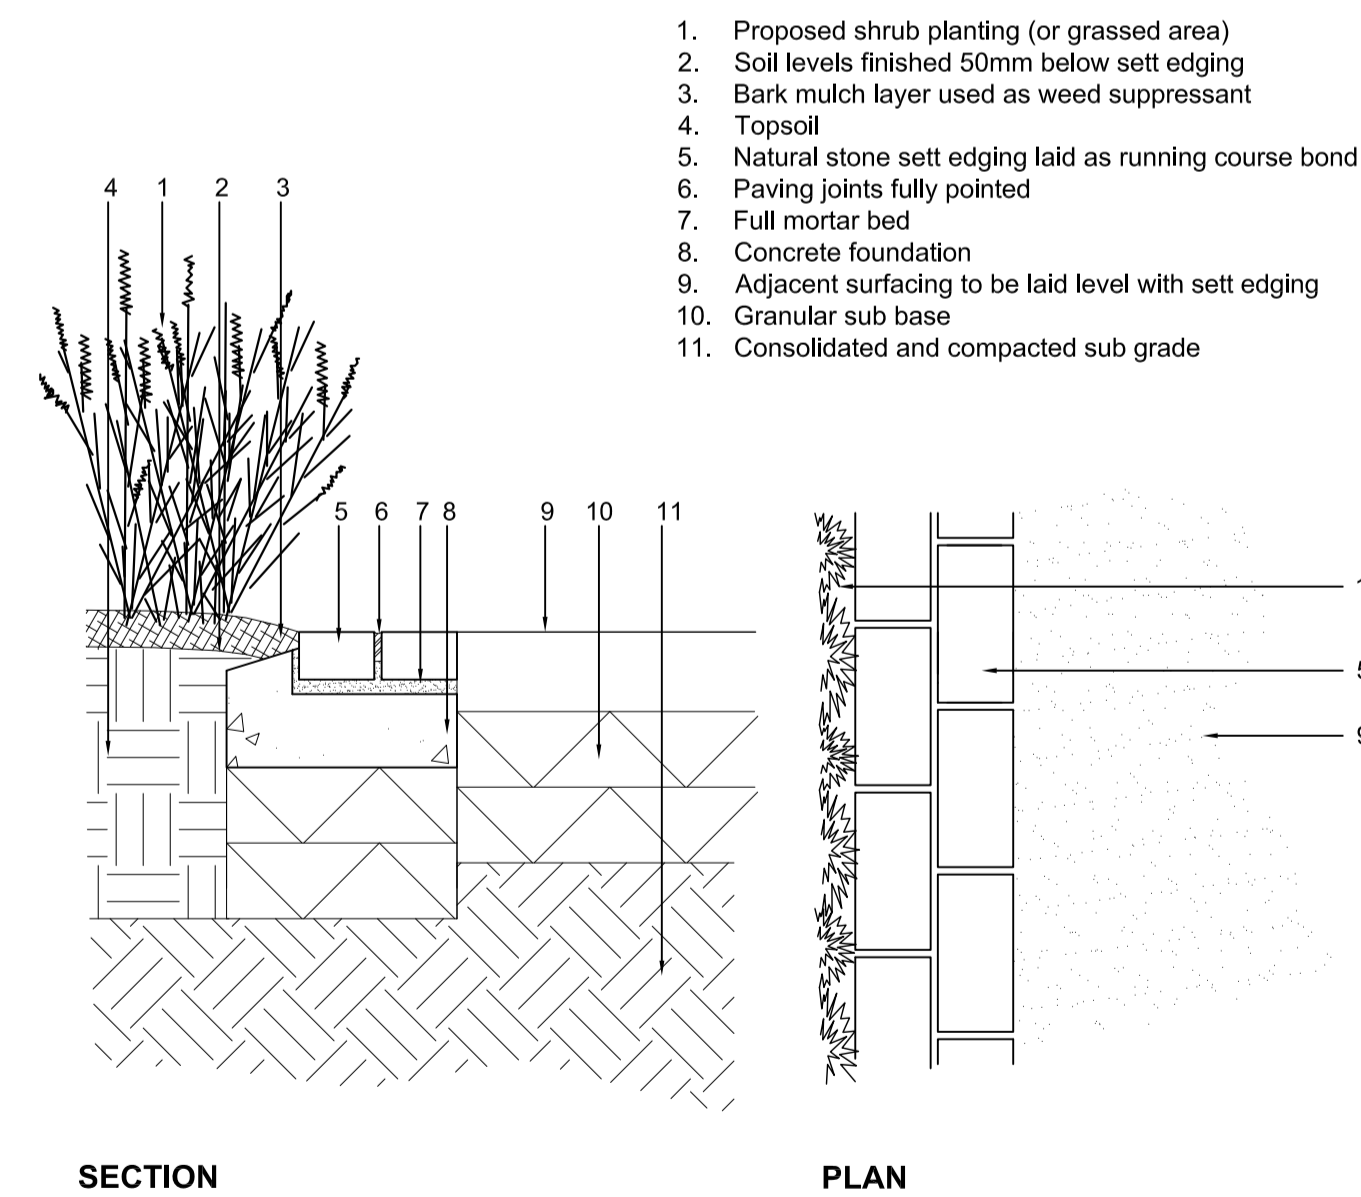 1. Proposed shrub planting (or grassed area)
2. Soil levels finished 50mm below sett edging
3. Bark mulch layer used as weed suppressant
4. Topsoil
5. Natural stone sett edging laid as running course bond
6. Paving joints fully pointed
7. Full mortar bed
8. Concrete foundation
9. Adjacent surfacing to be laid level with sett edging
10. Granular sub base
11. Consolidated and compacted sub grade
4 1 2 3
5 6 7 8 9 10 11
SECTION
PLAN